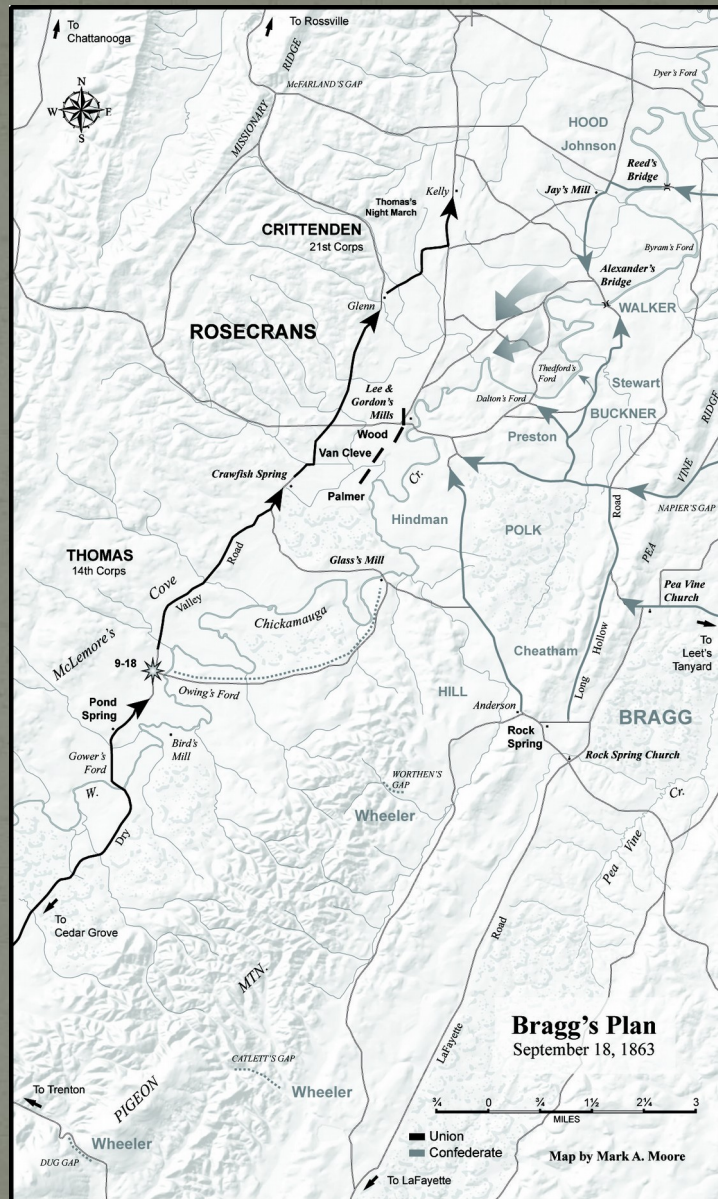 To
Chattanooga
To Rossville
N
W
E
S
MISSIONARY
RIDGE
McFARLAND'S GAP
Dyer's Ford
HOOD
Johnson
Reed's
Bridge
Jay's Mill
Kelly
Thomas's
Night March
CRITTENDEN
21st Corps
Byram's Ford
Alexander's
Bridge
WALKER
Glenn
ROSECRANS
Thedford's
Ford
Stewart
Lee &
Gordon's
Mills
Dalton's Ford
BUCKNER
Wood
Preston
Van Cleve
Crawfish Spring
Palmer
Cr.
VINE
RIDGE
NAPIER'S GAP
Road
Hindman
POLK
PEA
THOMAS
14th Corps
Glass's Mill
Pea Vine
Church
Cove
Road
Valley
Chickamauga
To
Leet's
Tanyard
McLemore's
Cheatham
Hollow
Long
9-18
Owing's Ford
HILL
Anderson
BRAGG
Pond
Spring
Rock
Spring
Bird's
Mill
Rock Spring Church
Gower's
Ford
WORTHEN'S
GAP
W.
Wheeler
Cr.
Dry
Pea Vine
To
Cedar Grove
Road
MTN.
LaFayette
Bragg's Plan
September 18, 1863
CATLETT'S GAP
Wheeler
To Trenton
PIGEON
¾ 0 ¾ 1½ 2¼ 3
MILES
Wheeler
DUG GAP
Union
Confederate
Map by Mark A. Moore
To LaFayette